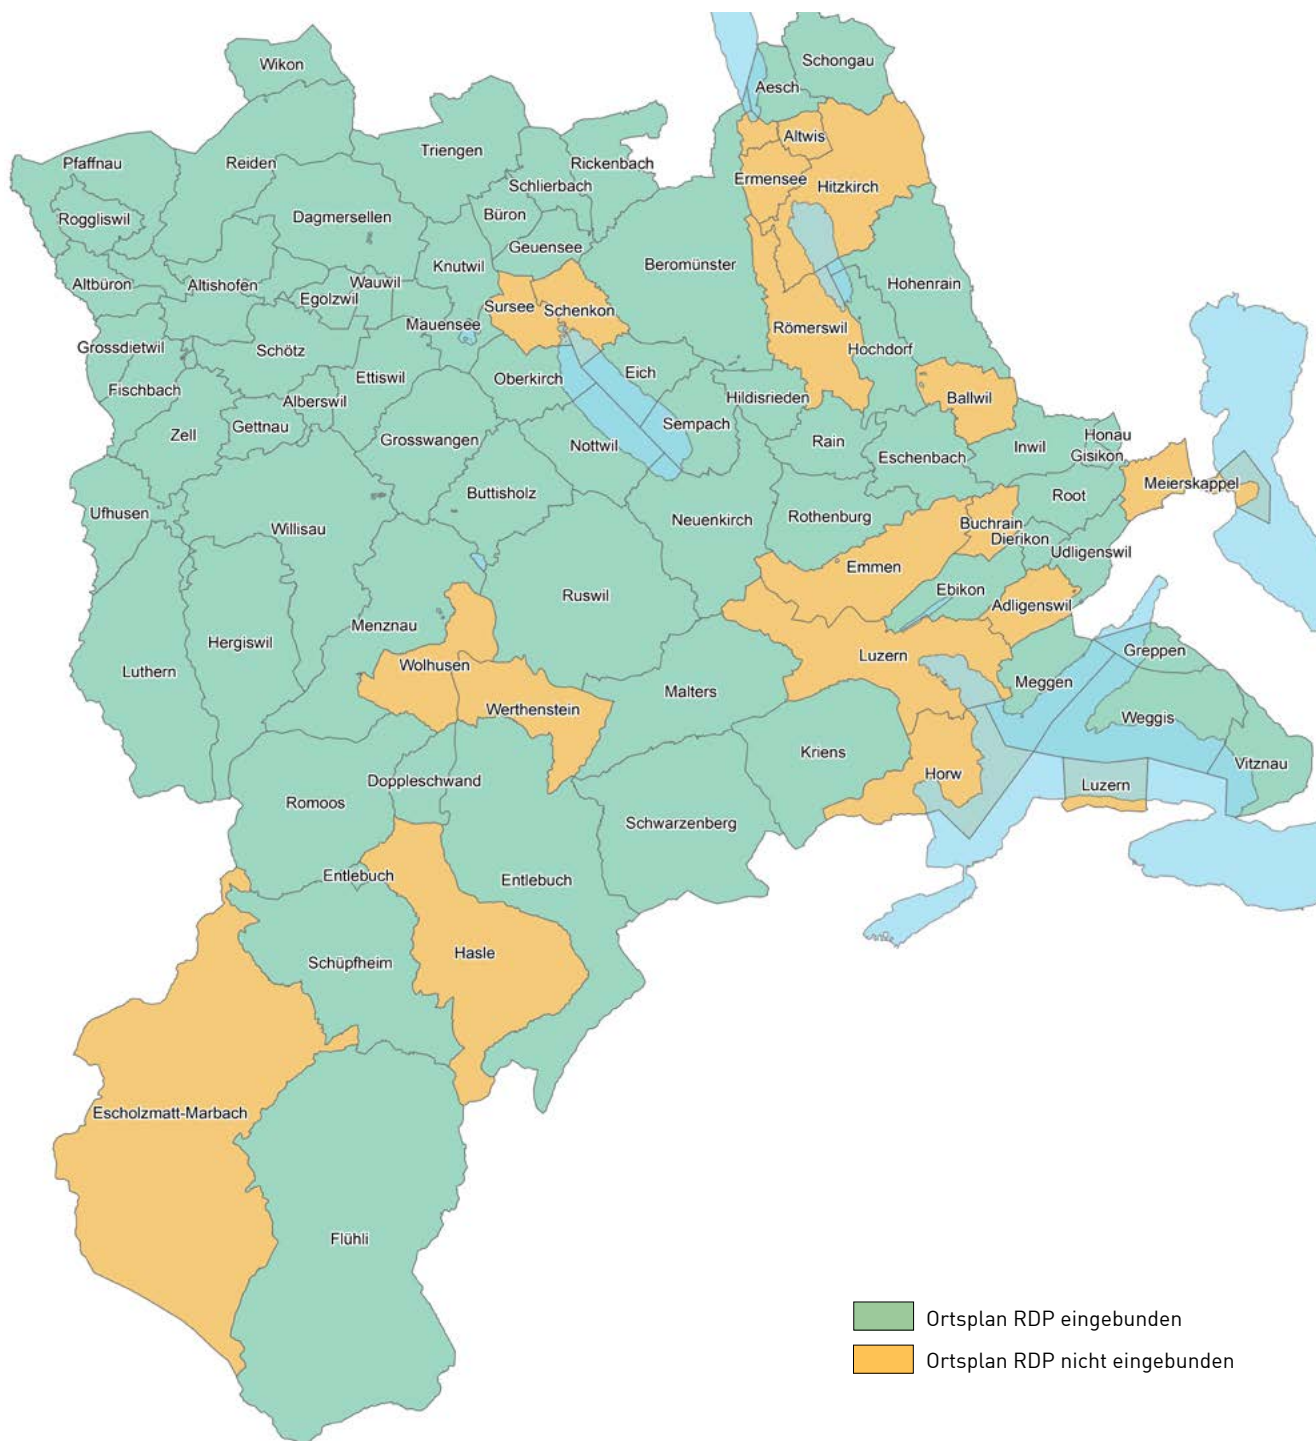 Wikon
Schongau
Aesch
Altwis
Triengen
Pfaffnau
Reiden
Rickenbach
Ermensee
Schlierbach
Hitzkirch
Roggliswil
Dagmersellen
Büron
Geuensee
Knutwil
Beromünster
Altbüron
Altishofen
Wauwil
Hohenrain
Egolzwil
Sursee
Schenkon
Mauensee
Römerswil
Grossdietwil
Schötz
Hochdorf
Fischbach
Ettiswil
Oberkirch
Eich
Alberswil
Hildisrieden
Ballwil
Gettnau
Sempach
Zell
Grosswangen
Nottwil
Rain
Honau
Inwil
Gisikon
Eschenbach
Meierskappel
Buttisholz
Root
Ufhusen
Willisau
Neuenkirch
Rothenburg
Buchrain
Dierikon
Udligenswil
Emmen
Ebikon
Ruswil
Adligenswil
Menznau
Hergiswil
Luzern
Greppen
Wolhusen
Luthern
Meggen
Malters
Werthenstein
Weggis
Kriens
Vitznau
Horw
Doppleschwand
Luzern
Romoos
Schwarzenberg
Entlebuch
Entlebuch
Hasle
Schüpfheim
Escholzmatt-Marbach
Flühli
Ortsplan RDP eingebunden
Ortsplan RDP nicht eingebunden